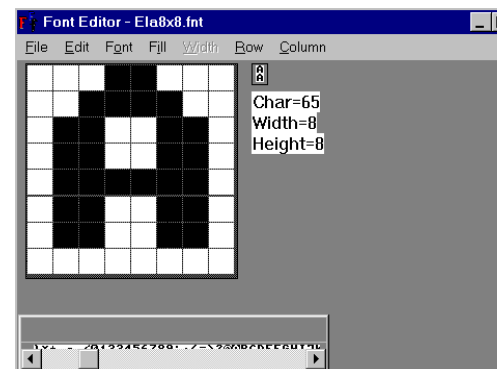 Font Editor - Ela8x8.fnt
File Edit Font Fill Width Row Column
A
A
Char=65
Width=8
Height=8